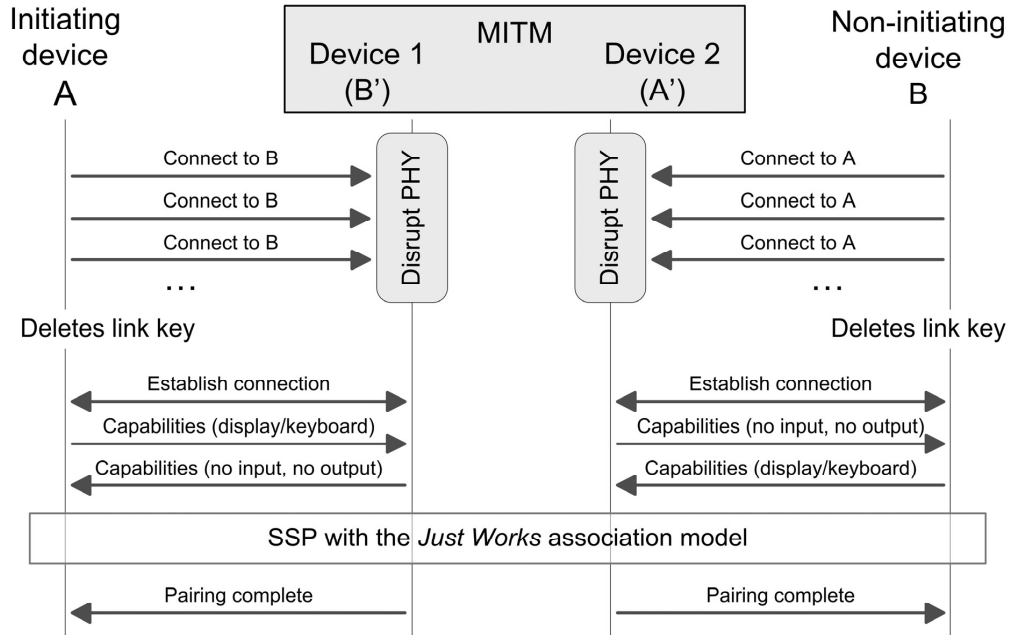 Initiating
device
A
MITM
Device 1
(B’)
Device 2
(A’)
Non-initiating
device
B
Connect to B
Connect to A
Connect to B
Connect to A
Connect to B
Connect to A
Disrupt PHY
Disrupt PHY
...
...
Deletes link key
Deletes link key
Establish connection
Establish connection
Capabilities (display/keyboard)
Capabilities (no input, no output)
Capabilities (no input, no output)
Capabilities (display/keyboard)
SSP with the Just Works association model
Pairing complete
Pairing complete